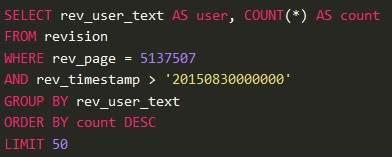 SELECT rev_user_text AS user, COUNT(*) AS count
FROM revision
WHERE rev_page = 5137507
AND rev_timestamp > '20150830000000'
GROUP BY rev_user_text
ORDER BY count DESC
LIMIT 50